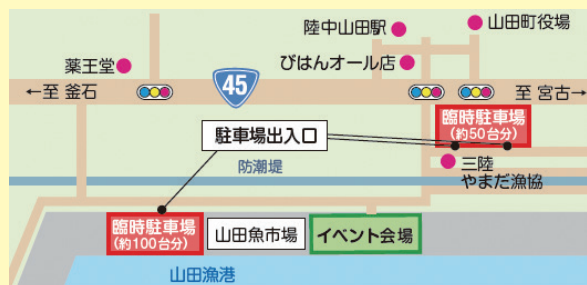 陸中山田駅
山田町役場
薬王堂
びはんオール店
45
←至 釜石
至 宮古→
臨時駐車場
(約50台分)
駐車場出入口
防潮堤
三陸
やまだ漁協
臨時駐車場
(約100台分)
山田魚市場
イベント会場
山田漁港